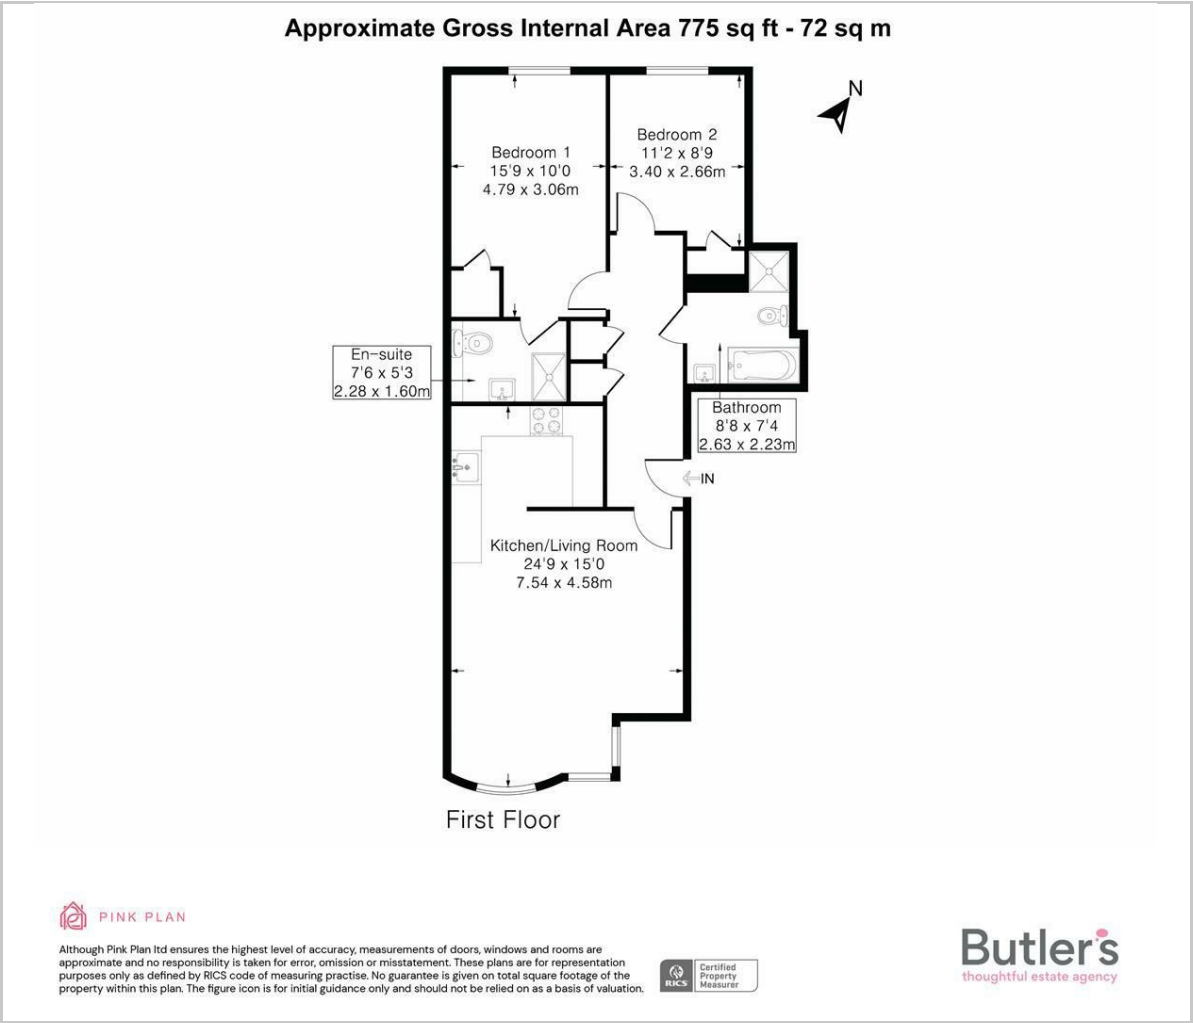 Approximate Gross Internal Area 775 sq ft - 72 sq m
N
Bedroom 1
15'9 x 10'0
4.79 x 3.06m
Bedroom 2
11'2 x 8'9
3.40 x 2.66m
En-suite
7'6 x 5'3
2.28 x 1.60m
Bathroom
8'8 x 7'4
2.63 x 2.23m
IN
Kitchen/Living Room
24'9 x 15'0
7.54 x 4.58m
First Floor
PINK PLAN
Although Pink Plan ltd ensures the highest level of accuracy, measurements of doors, windows and rooms are
approximate and no responsibility is taken for error, omission or misstatement. These plans are for representation
purposes only as defined by RICS code of measuring practise. No guarantee is given on total square footage of the
property within this plan. The figure icon is for initial guidance only and should not be relied on as a basis of valuation.
RICS
Certified
Property
Measurer
Butler's
thoughtful estate agency